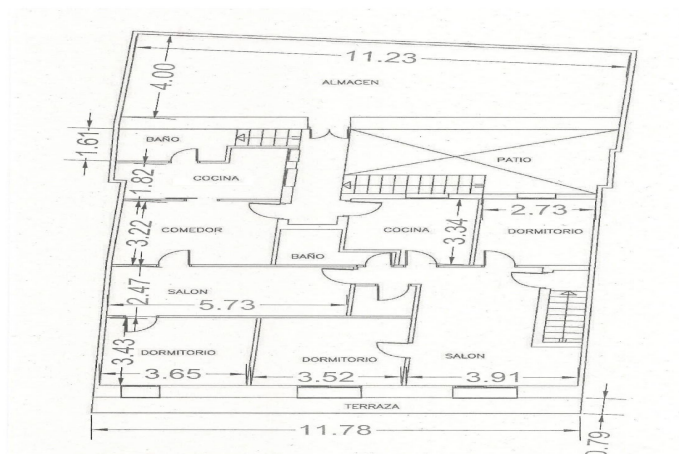 11.23
4.00
ALMACEN
1.61
BAÑO
PATIO
COCINA
1.82
2.73
COMEDOR
3.22
COCINA
3.34
DORMITORIO
BAÑO
SALON
2.47
5.73
3.43
DORMITORIO
DORMITORIO
SALON
3.65
3.52
3.91
TERRAZA
11.78
0.79